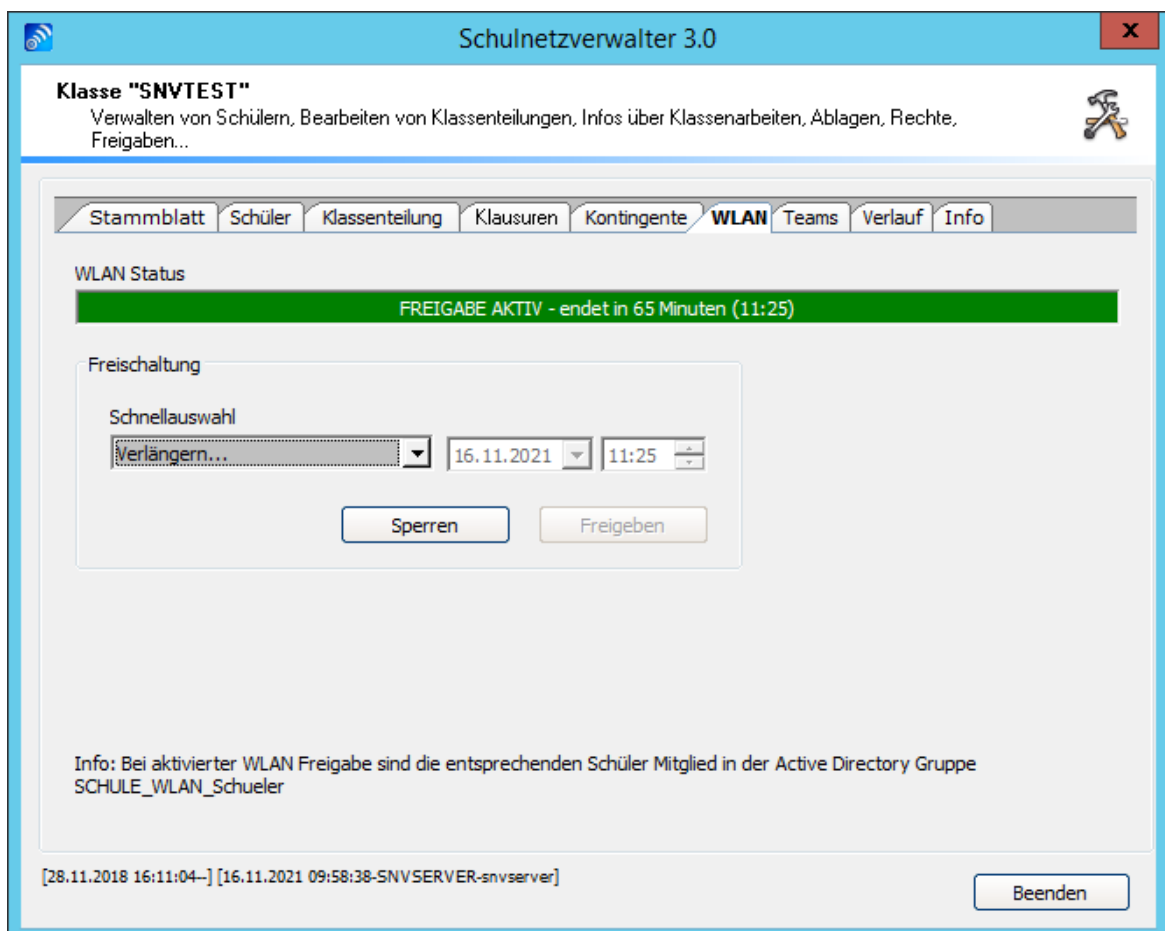 Schulnetzverwalter 3.0
x
Klasse "SNVTEST"
Verwalten von Schülern, Bearbeiten von Klassenteilungen, Infos über Klassenarbeiten, Ablagen, Rechte,
Freigaben...
Stammblatt Schüler Klassenteilung Klausuren Kontingente WLAN Teams Verlauf Info
WLAN Status
FREIGABE AKTIV - endet in 65 Minuten (11:25)
Freischaltung
Schnellauswahl
Verlängern... 16.11.2021 11:25
Sperren Freigeben
Info: Bei aktivierter WLAN Freigabe sind die entsprechenden Schüler Mitglied in der Active Directory Gruppe
SCHULE_WLAN_Schueler
[28.11.2018 16:11:04--] [16.11.2021 09:58:38-SNVSERVER-snvserver]
Beenden